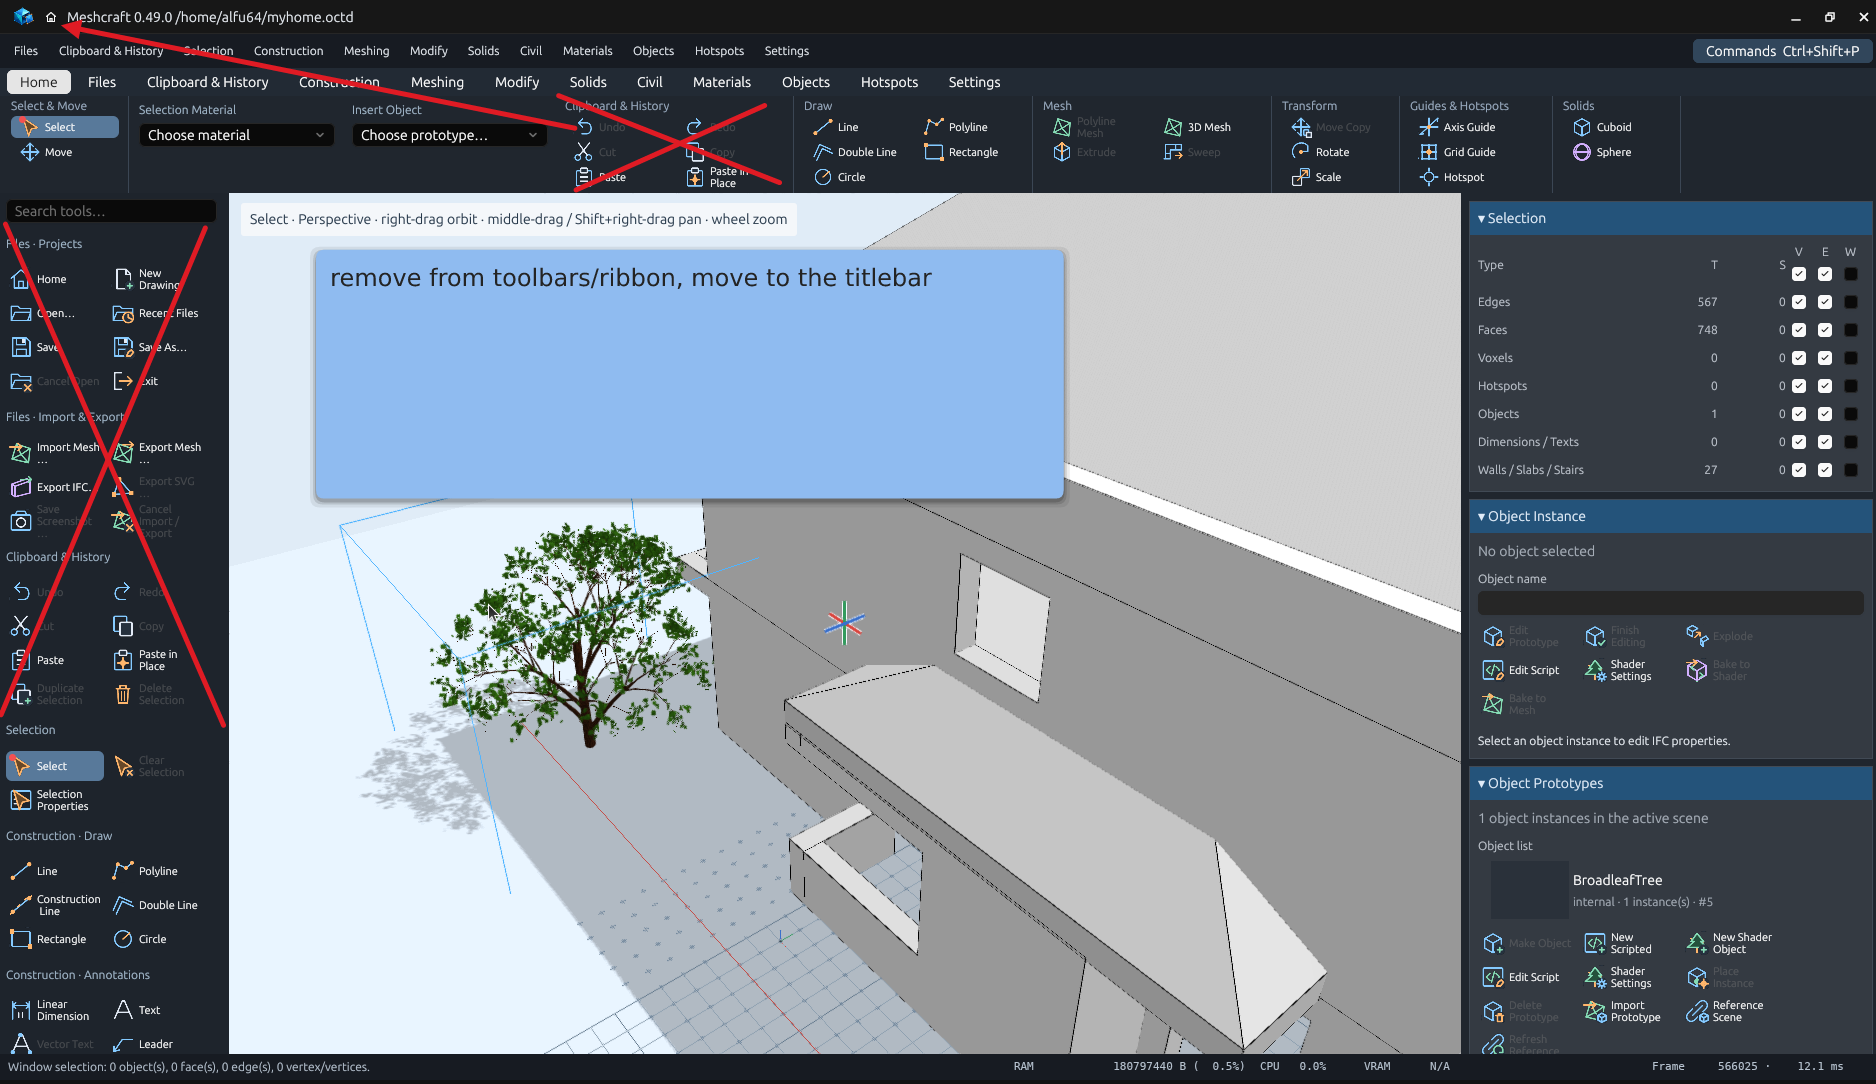 Meshcraft 0.49.0 /home/alfu64/myhome.octd
Files Clipboard & History Selection Construction Meshing Modify Solids Civil Materials Objects Hotspots Settings
Commands Ctrl+Shift+P
Home Files Clipboard & History Construction Meshing Modify Solids Civil Materials Objects Hotspots Settings
Select & Move
Select
Move
Selection Material
Choose material
Insert Object
Choose prototype...
Clipboard & History
Undo Redo
Cut Copy
Paste Paste in
Place
Draw
Line Polyline
Double Line Rectangle
Circle
Mesh
Polyline
Mesh
3D Mesh
Extrude Sweep
Transform
Move Copy
Rotate
Scale
Guides & Hotspots
Axis Guide
Grid Guide
Hotspot
Solids
Cuboid
Sphere
Search tools...
Files · Projects
Home New
Drawing
Open... Recent Files
Save Save As...
Cancel Open Exit
Files · Import & Export
Import Mesh
...
Export Mesh
...
Export IFC... Export SVG
...
Save
Screenshot
Cancel
Import /
Export
Clipboard & History
Undo Redo
Cut Copy
Paste Paste in
Place
Duplicate
Selection
Delete
Selection
Selection
Select Clear
Selection
Selection
Properties
Construction · Draw
Line Polyline
Construction
Line
Double Line
Rectangle Circle
Construction · Annotations
Linear
Dimension
Text
Vector Text Leader
Select · Perspective · right-drag orbit · middle-drag / Shift+right-drag pan · wheel zoom
remove from toolbars/ribbon, move to the titlebar
▾ Selection
V E W
Type T S
Edges 567 0
Faces 748 0
Voxels 0 0
Hotspots 0 0
Objects 1 0
Dimensions / Texts 0 0
Walls / Slabs / Stairs 27 0
▾ Object Instance
No object selected
Object name
Edit
Prototype
Finish
Editing
Explode
Edit Script Shader
Settings
Bake to
Shader
Bake to
Mesh
Select an object instance to edit IFC properties.
▾ Object Prototypes
1 object instances in the active scene
Object list
BroadleafTree
internal · 1 instance(s) · #5
Make Object New
Scripted
New Shader
Object
Edit Script Shader
Settings
Place
Instance
Delete
Prototype
Import
Prototype
Reference
Scene
Refresh
Reference
Window selection: 0 object(s), 0 face(s), 0 edge(s), 0 vertex/vertices.
RAM 180797440 B ( 0.5%) CPU 0.0% VRAM N/A
Frame 566025 · 12.1 ms